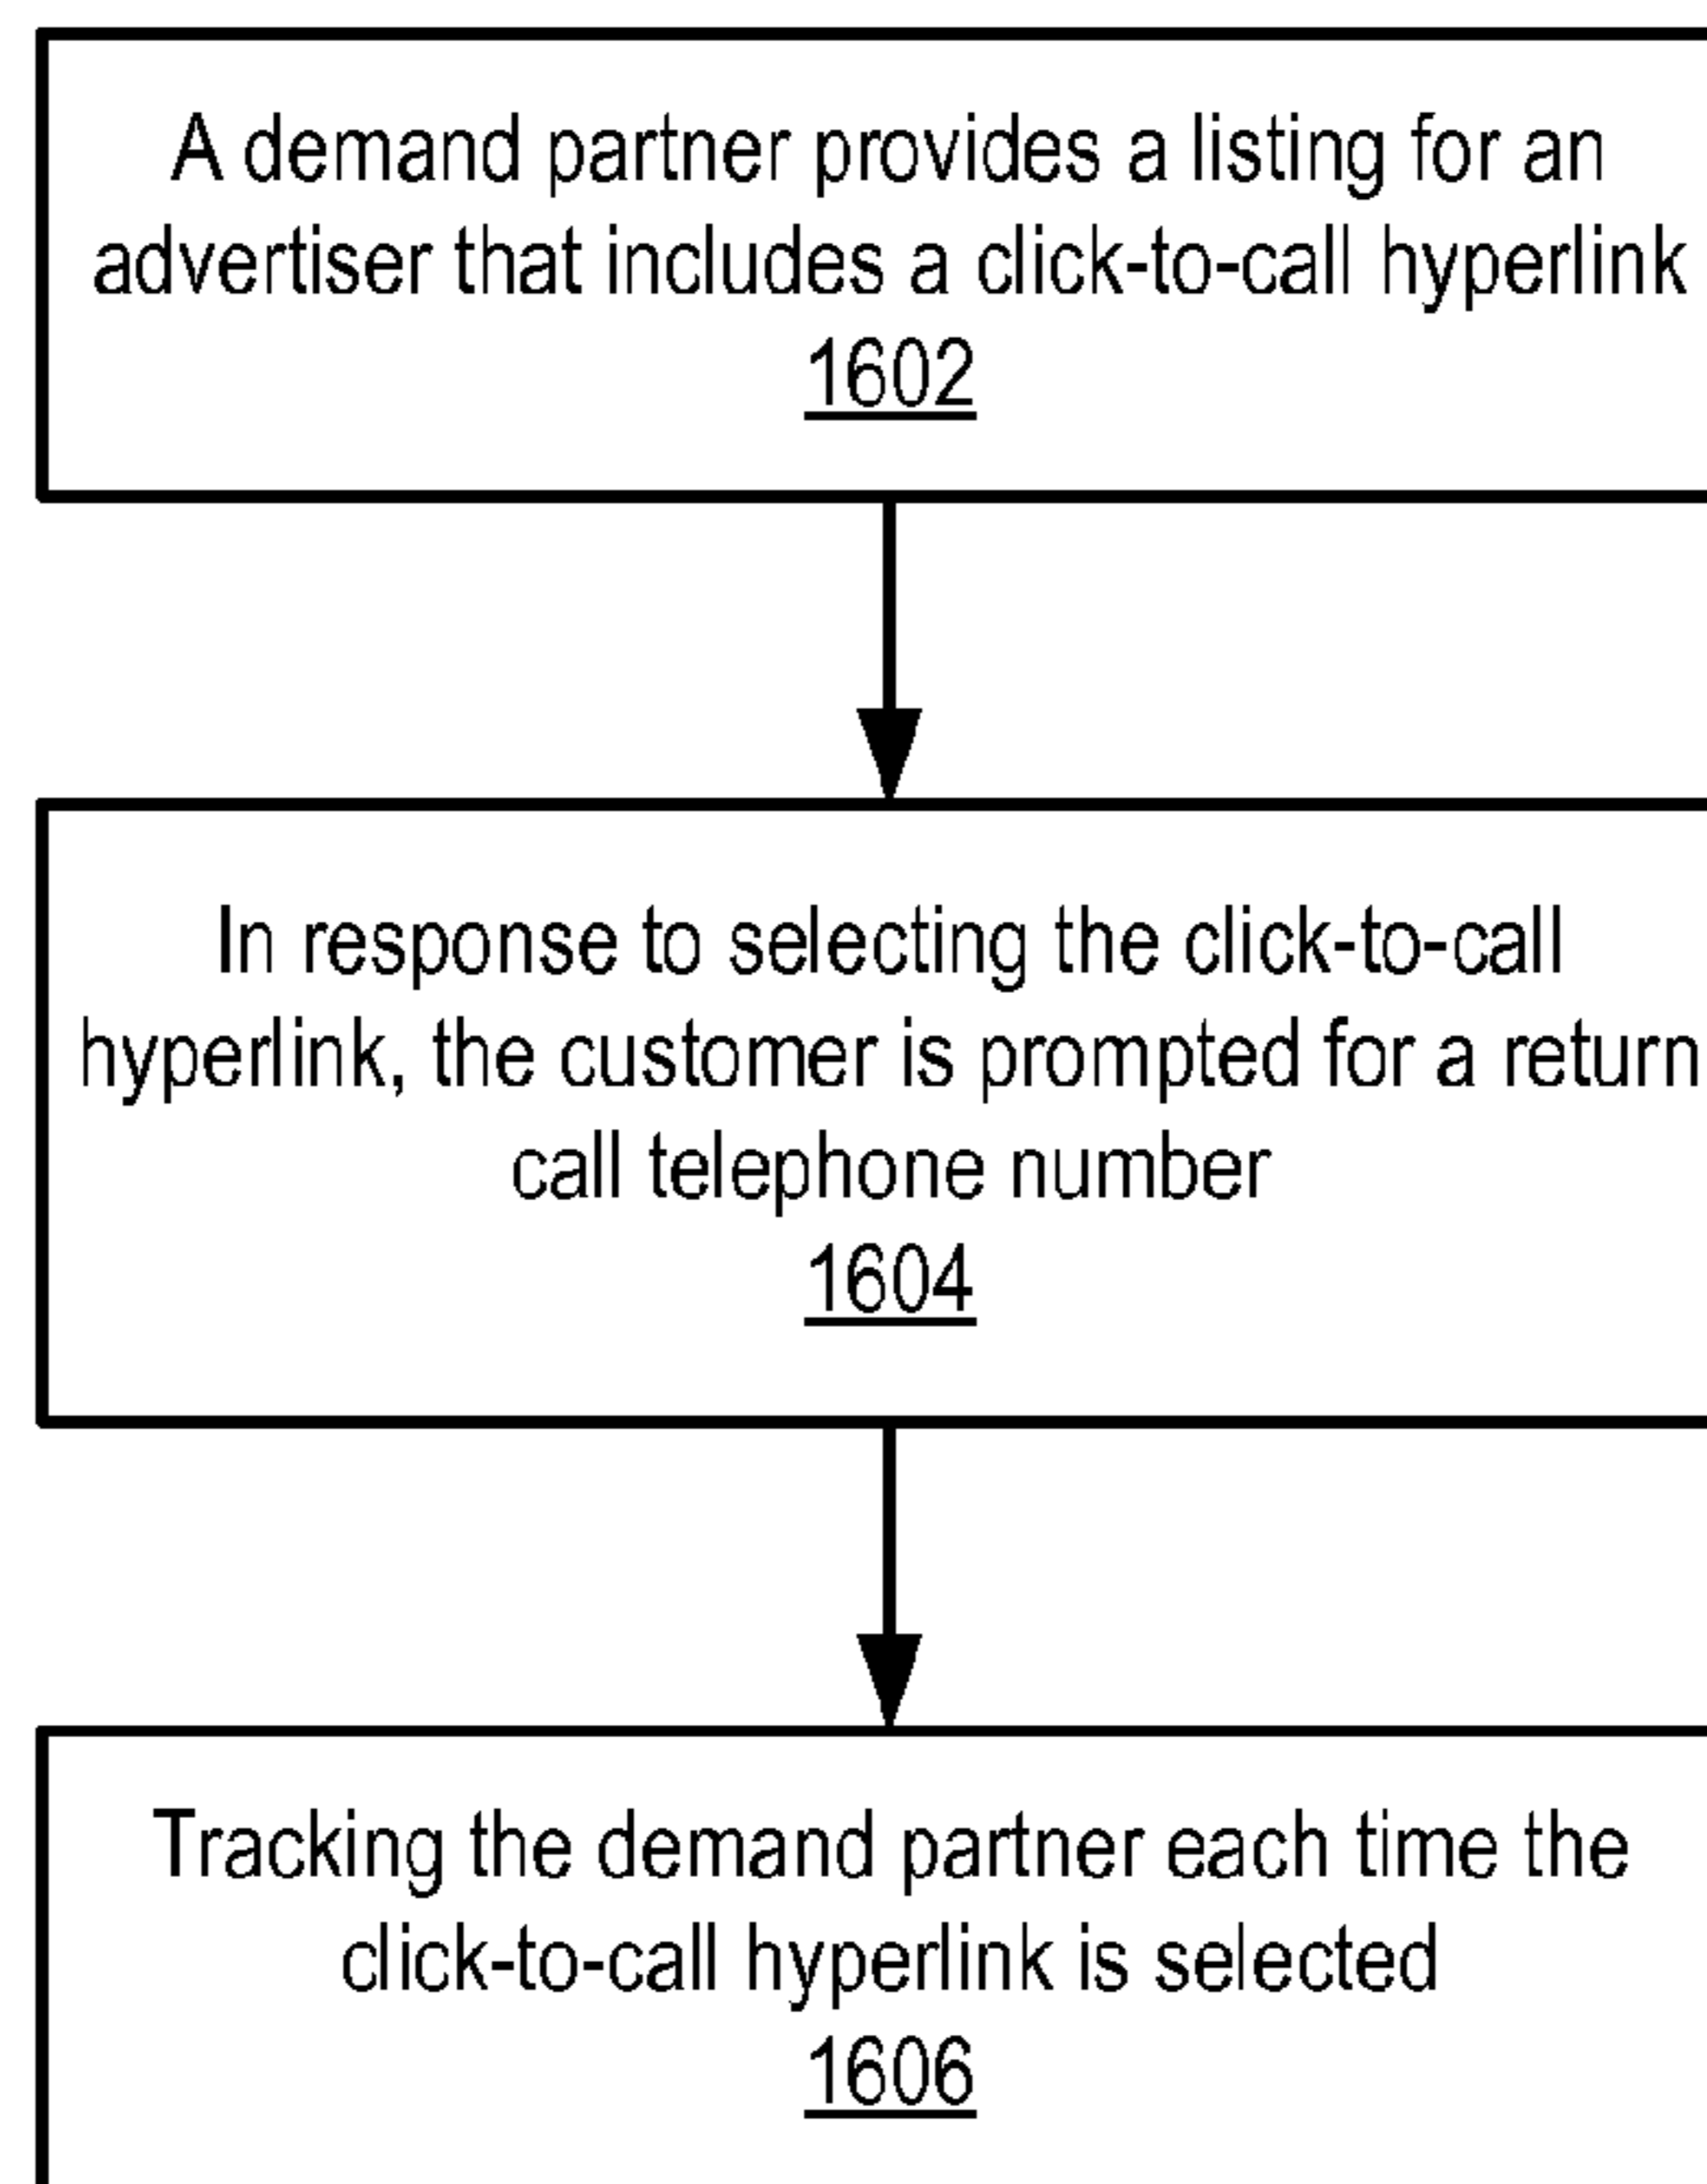 A demand partner provides a listing for an
advertiser that includes a click-to-call hyperlink
1602
In response to selecting the click-to-call
hyperlink, the customer is prompted for a return
call telephone number
1604
Tracking the demand partner each time the
click-to-call hyperlink is selected
1606